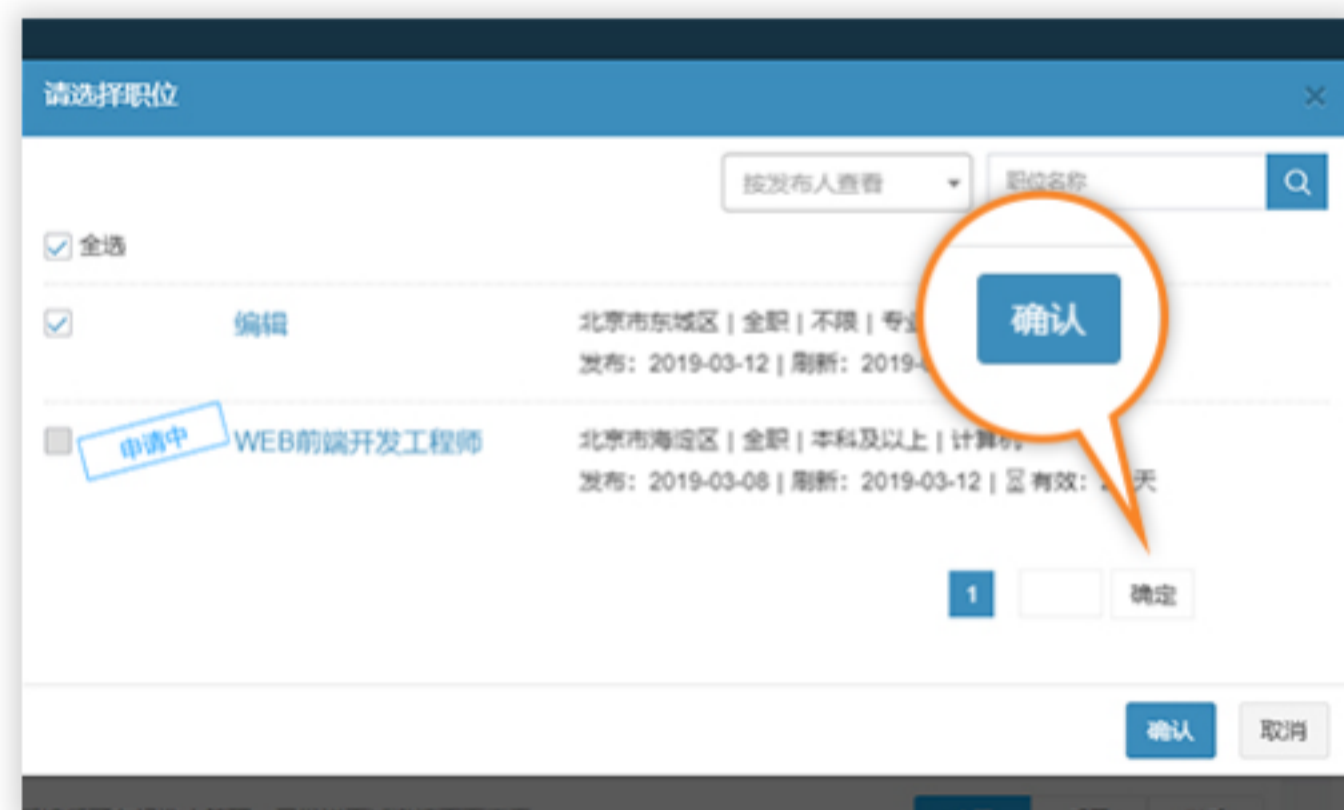 请选择职位
按发布人查看
职位名称
全选
编辑
北京市东城区 | 全职 | 不限 |
发布：2019-03-12 | 刷新：
确认
申请中
WEB前端开发工程师
北京市海淀区 | 全职 | 本科及以上 | 计算机
发布：2019-03-08 | 刷新：2019-03-12 | 有效： 天
1
确定
确认
取消